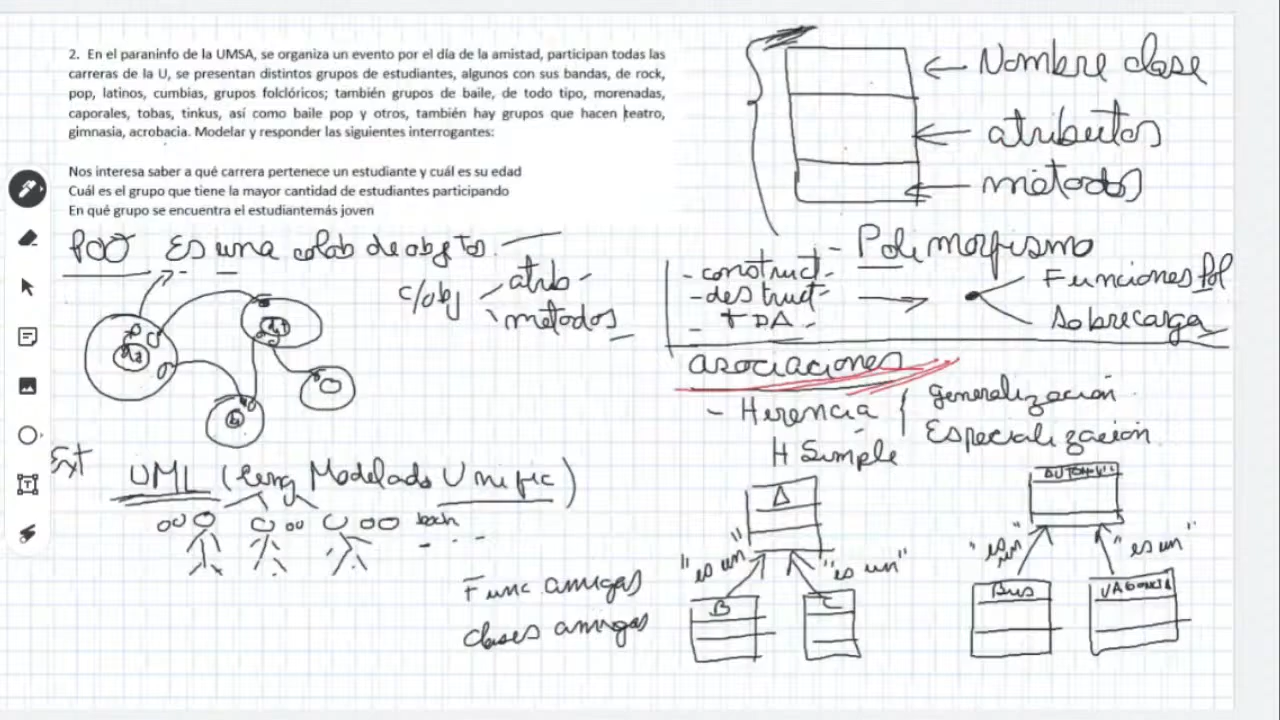 2. En el paraninfo de la UMSA, se organiza un evento por el día de la amistad, participan todas las
carreras de la U, se presentan distintos grupos de estudiantes, algunos con sus bandas, de rock,
pop, latinos, cumbias, grupos folclóricos; también grupos de baile, de todo tipo, morenadas,
caporales, tobas, tinkus, así como baile pop y otros, también hay grupos que hacen teatro,
gimnasia, acrobacia. Modelar y responder las siguientes interrogantes:
Nos interesa saber a qué carrera pertenece un estudiante y cuál es su edad
Cuál es el grupo que tiene la mayor cantidad de estudiantes participando
En qué grupo se encuentra el estudiantemás joven
Nombre clase
atributos
métodos
POO Es una colab de objetos.
c/obj
atrib
metodos
UML (leng Modelado Unific)
Func amigas
clases amigas
- Polimorfismo
- construct.
- destruct
- TDA
Funciones Pol
Sobrecarga
asociaciones
- Herencia
Generalización
Especialización
H Simple
A
"es un"
"es un"
B
C
"es un"
"es un"
Bus